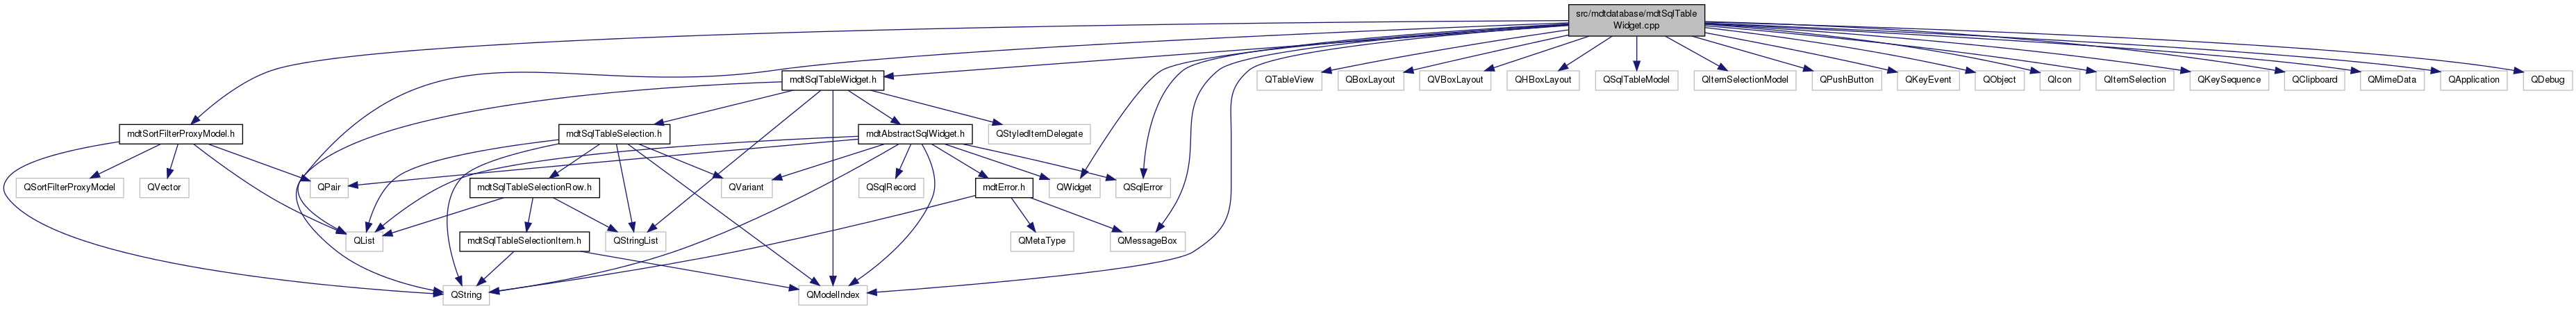 src/mdtdatabase/mdtSqlTable
Widget.cpp
mdtSqlTableWidget.h
QTableView
QBoxLayout
QVBoxLayout
QHBoxLayout
QSqlTableModel
QItemSelectionModel
QPushButton
QKeyEvent
QObject
QIcon
QItemSelection
QKeySequence
QClipboard
QMimeData
QApplication
QDebug
mdtSortFilterProxyModel.h
mdtSqlTableSelection.h
mdtAbstractSqlWidget.h
QStyledItemDelegate
QSortFilterProxyModel
QVector
QPair
mdtSqlTableSelectionRow.h
QVariant
QSqlRecord
mdtError.h
QWidget
QSqlError
QList
mdtSqlTableSelectionItem.h
QStringList
QMetaType
QMessageBox
QString
QModelIndex